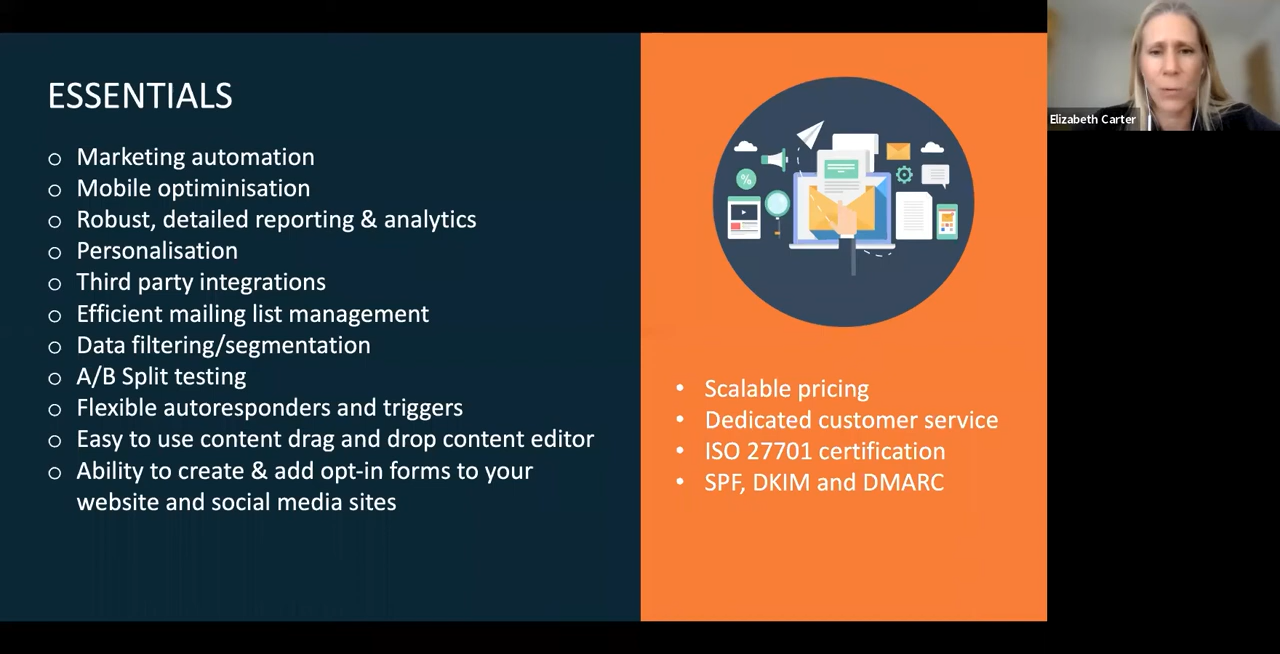 ESSENTIALS
Marketing automation
Mobile optiminisation
Robust, detailed reporting & analytics
Personalisation
Third party integrations
Efficient mailing list management
Data filtering/segmentation
A/B Split testing
Flexible autoresponders and triggers
Easy to use content drag and drop content editor
Ability to create & add opt-in forms to your
website and social media sites
%
Scalable pricing
Dedicated customer service
ISO 27701 certification
SPF, DKIM and DMARC
Elizabeth Carter